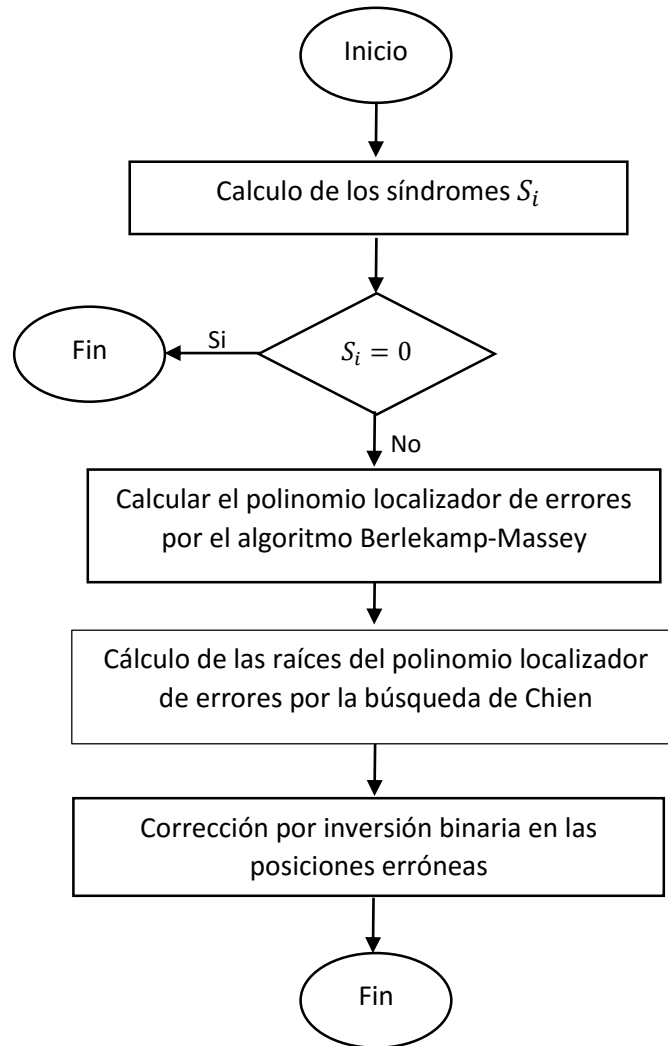 Inicio
Calculo de los síndromes S_i
Si
Fin
S_i = 0
No
Calcular el polinomio localizador de errores
por el algoritmo Berlekamp-Massey
Cálculo de las raíces del polinomio localizador
de errores por la búsqueda de Chien
Corrección por inversión binaria en las
posiciones erróneas
Fin